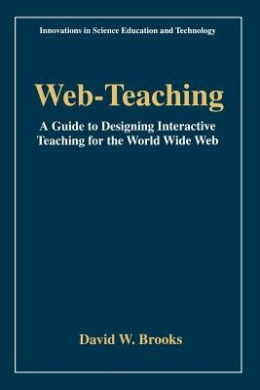 Innovations in Science Education and Technology
Web-Teaching
A Guide to Designing Interactive
Teaching for the World Wide Web
David W. Brooks